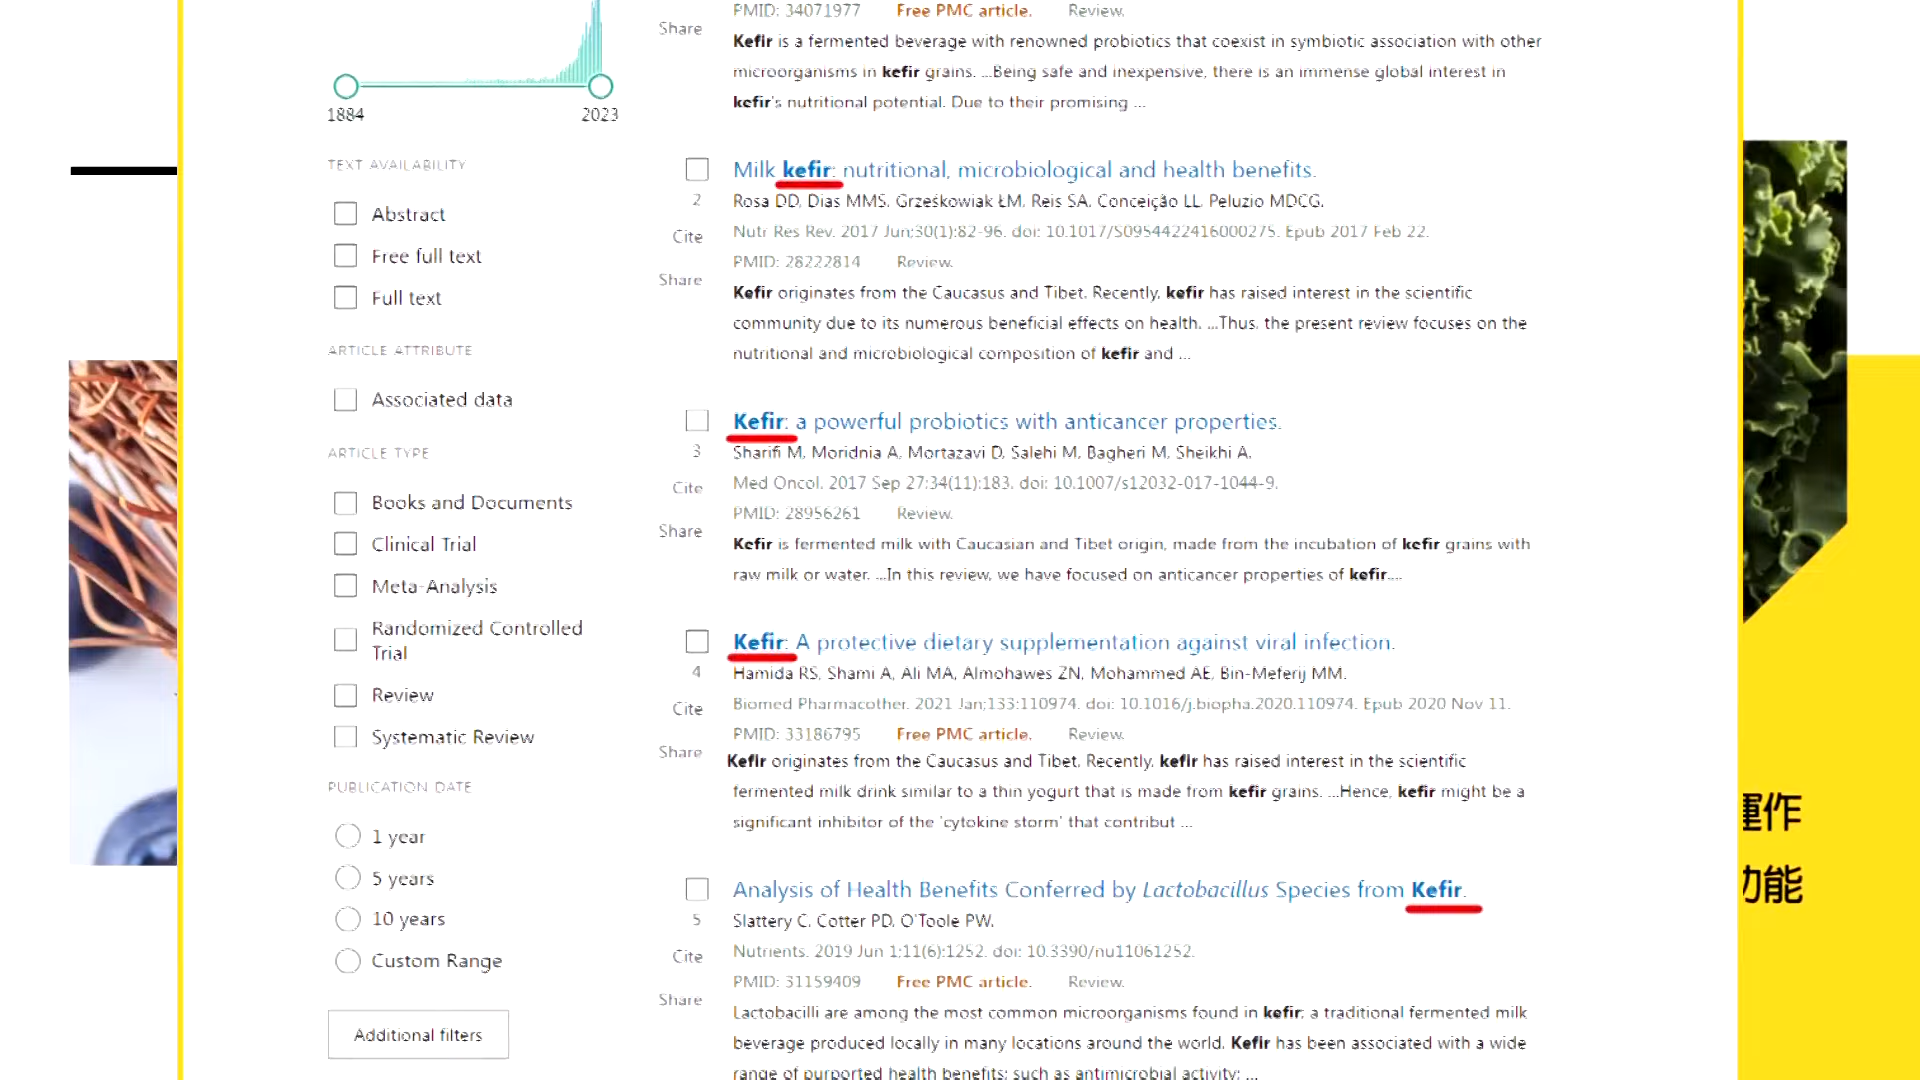 1884
2023
TEXT AVAILABILITY
Abstract
Free full text
Full text
ARTICLE ATTRIBUTE
Associated data
ARTICLE TYPE
Books and Documents
Clinical Trial
Meta-Analysis
Randomized Controlled
Trial
Review
Systematic Review
PUBLICATION DATE
1 year
5 years
10 years
Custom Range
Additional filters
PMID: 34071977 Free PMC article. Review.
Share
Kefir is a fermented beverage with renowned probiotics that coexist in symbiotic association with other
microorganisms in kefir grains. ...Being safe and inexpensive, there is an immense global interest in
kefir's nutritional potential. Due to their promising ...
Milk kefir: nutritional, microbiological and health benefits.
2
Rosa DD, Dias MMS, Grześkowiak ŁM, Reis SA, Conceição LL, Peluzio MDCG.
Cite
Nutr Res Rev. 2017 Jun;30(1):82-96. doi: 10.1017/S0954422416000275. Epub 2017 Feb 22.
PMID: 28222814 Review.
Share
Kefir originates from the Caucasus and Tibet. Recently, kefir has raised interest in the scientific
community due to its numerous beneficial effects on health. ...Thus, the present review focuses on the
nutritional and microbiological composition of kefir and ...
Kefir: a powerful probiotics with anticancer properties.
3
Sharifi M, Moridnia A, Mortazavi D, Salehi M, Bagheri M, Sheikhi A.
Cite
Med Oncol. 2017 Sep 27;34(11):183. doi: 10.1007/s12032-017-1044-9.
PMID: 28956261 Review.
Share
Kefir is fermented milk with Caucasian and Tibet origin, made from the incubation of kefir grains with
raw milk or water. ...In this review, we have focused on anticancer properties of kefir....
Kefir: A protective dietary supplementation against viral infection.
4
Hamida RS, Shami A, Ali MA, Almohawes ZN, Mohammed AE, Bin-Meferij MM.
Cite
Biomed Pharmacother. 2021 Jan;133:110974. doi: 10.1016/j.biopha.2020.110974. Epub 2020 Nov 11.
PMID: 33186795 Free PMC article. Review.
Share
Kefir originates from the Caucasus and Tibet. Recently, kefir has raised interest in the scientific
fermented milk drink similar to a thin yogurt that is made from kefir grains. ...Hence, kefir might be a
significant inhibitor of the 'cytokine storm' that contribut ...
Analysis of Health Benefits Conferred by Lactobacillus Species from Kefir.
5
Slattery C, Cotter PD, O'Toole PW.
Cite
Nutrients. 2019 Jun 1;11(6):1252. doi: 10.3390/nu11061252.
PMID: 31159409 Free PMC article. Review.
Share
Lactobacilli are among the most common microorganisms found in kefir; a traditional fermented milk
beverage produced locally in many locations around the world. Kefir has been associated with a wide
range of purported health benefits; such as antimicrobial activity; ...
運作
功能